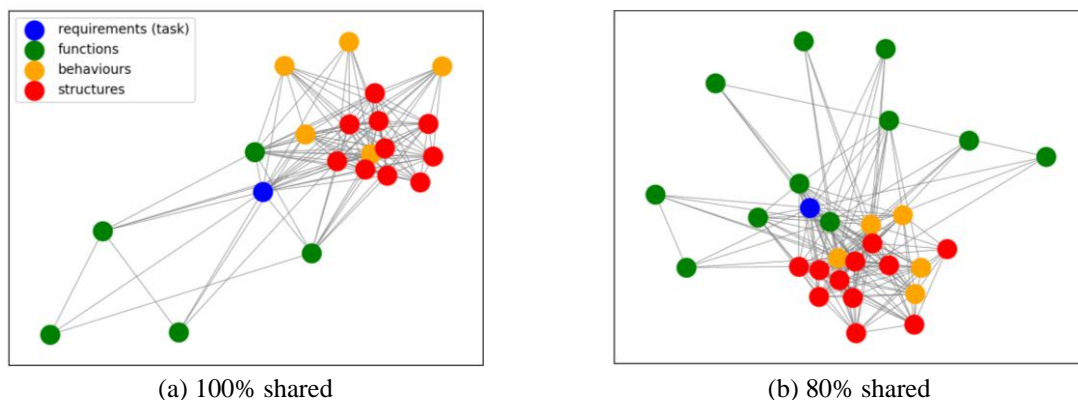 requirements (task)
functions
behaviours
structures
(a) 100% shared
(b) 80% shared